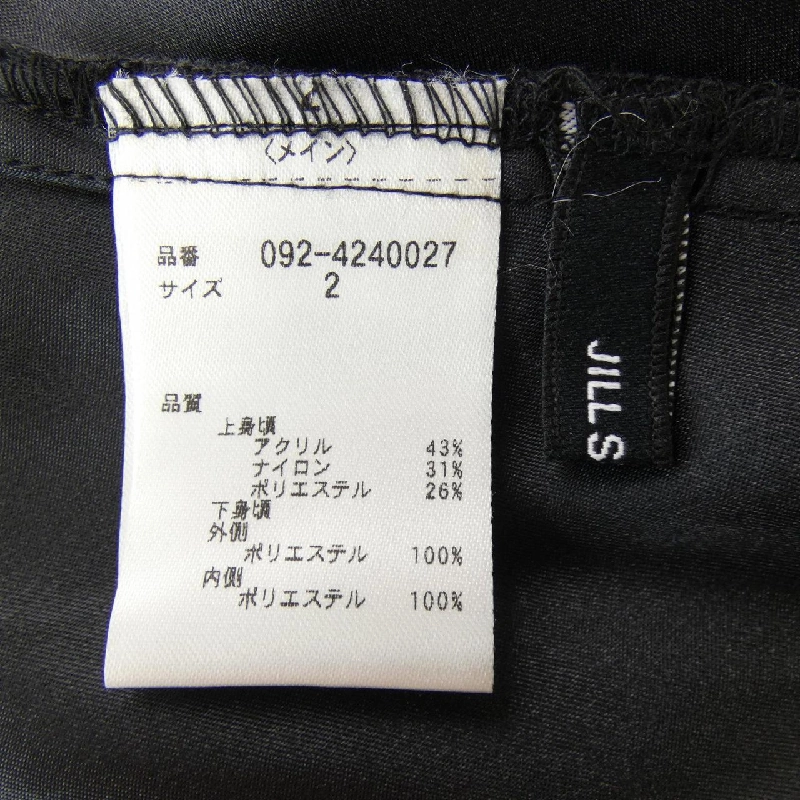 〈メイン〉
品番 092-4240027
サイズ 2
品質
上身頃
アクリル 43%
ナイロン 31%
ポリエステル 26%
下身頃
外側
ポリエステル 100%
内側
ポリエステル 100%
JILL S